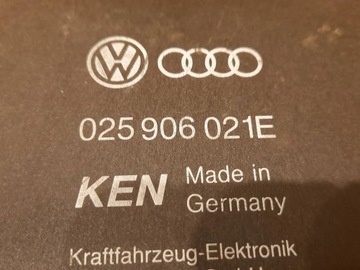 025 906 021E
KEN Made in
Germany
Kraftfahrzeug-Elektronik